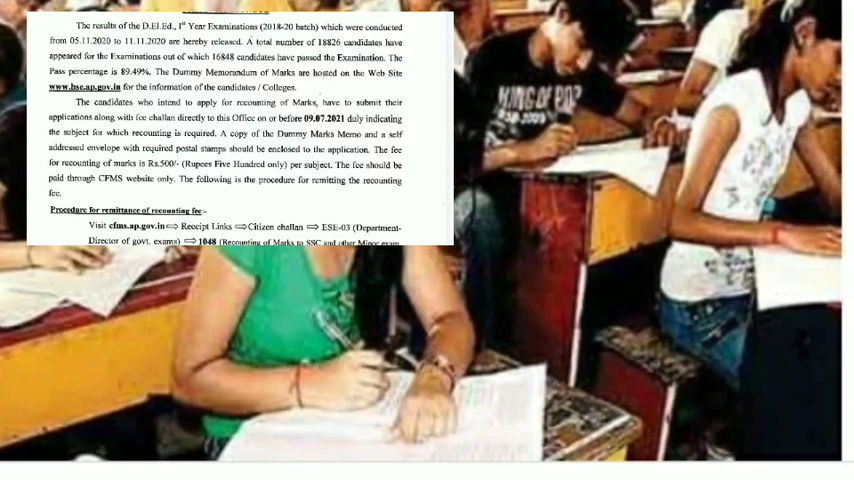 The results of the D.El.Ed., Ist Year Examinations (2018-20 batch) which were conducted
from 05.11.2020 to 11.11.2020 are hereby released. A total number of 18826 candidates have
appeared for the Examinations out of which 16848 candidates have passed the Examination. The
Pass percentage is 89.49%. The Dummy Memorandum of Marks are hosted on the Web Site
www.bse.ap.gov.in for the information of the candidates / Colleges.
The candidates who intend to apply for recounting of Marks, have to submit their
applications along with fee challan directly to this Office on or before 09.07.2021 duly indicating
the subject for which recounting is required. A copy of the Dummy Marks Memo and a self
addressed envelope with required postal stamps should be enclosed to the application. The fee
for recounting of marks is Rs.500/- (Rupees Five Hundred only) per subject. The fee should be
paid through CFMS website only. The following is the procedure for remitting the recounting
fee.
Procedure for remittance of recounting fee:-
Visit cfms.ap.gov.in ⇨ Receipt Links ⇨ Citizen challan ⇨ ESE-03 (Department-
Director of govt. exams) ⇨ 1048 (Recounting of Marks to SSC and other Minor exam
KING OF POP
-2009